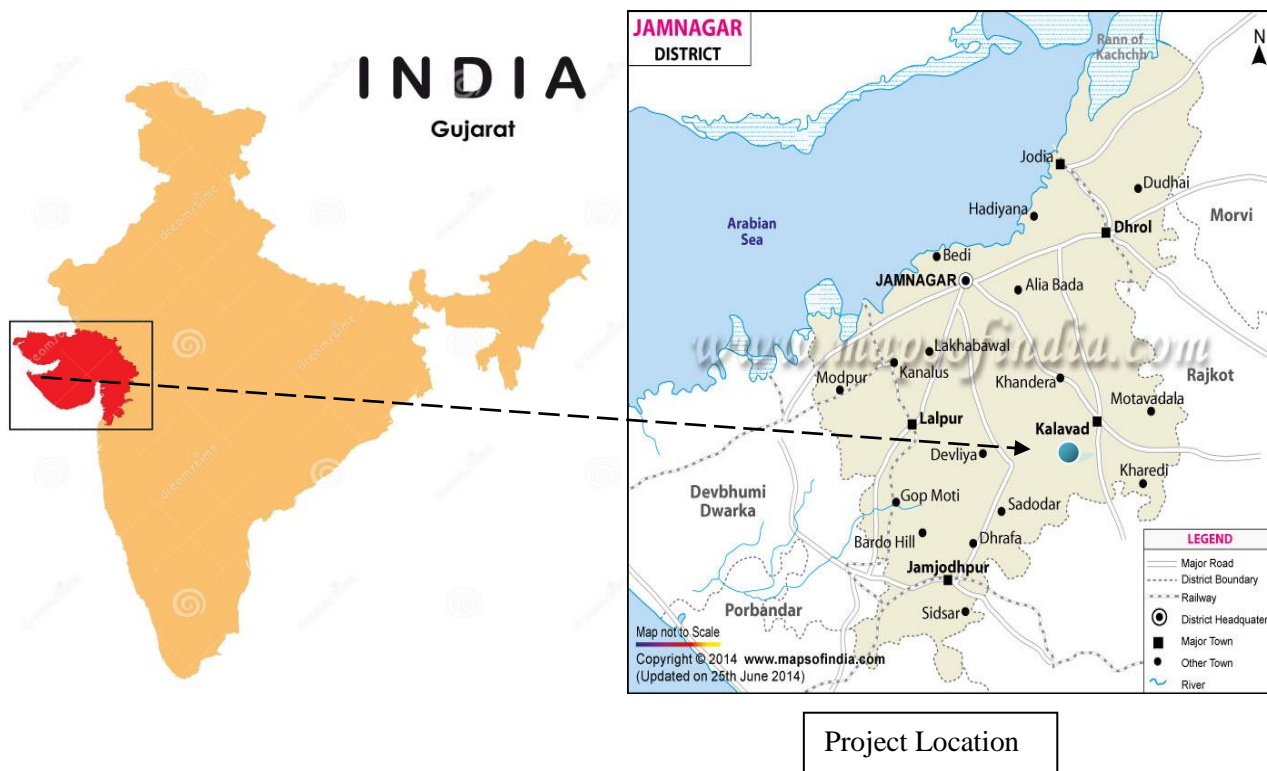 INDIA
Gujarat
dreamstime
JAMNAGAR
DISTRICT
N
Rann of
Kachchh
Jodia
Dudhai
Hadiyana
Morvi
Dhrol
Arabian
Sea
Bedi
JAMNAGAR
Alia Bada
www.mapsofindia.com
Lakhabawal
Kanalus
Rajkot
Khandera
Modpur
Motavadala
Lalpur
Kalavad
Devliya
Kharedi
Devbhumi
Dwarka
Gop Moti
Sadodar
Bardo Hill
Dhrafa
Jamjodhpur
Porbandar
Sidsar
LEGEND
Major Road
District Boundary
Railway
District Headquater
Major Town
Other Town
River
Map not to Scale
Copyright © 2014 www.mapsofindia.com
(Updated on 25th June 2014)
Project Location